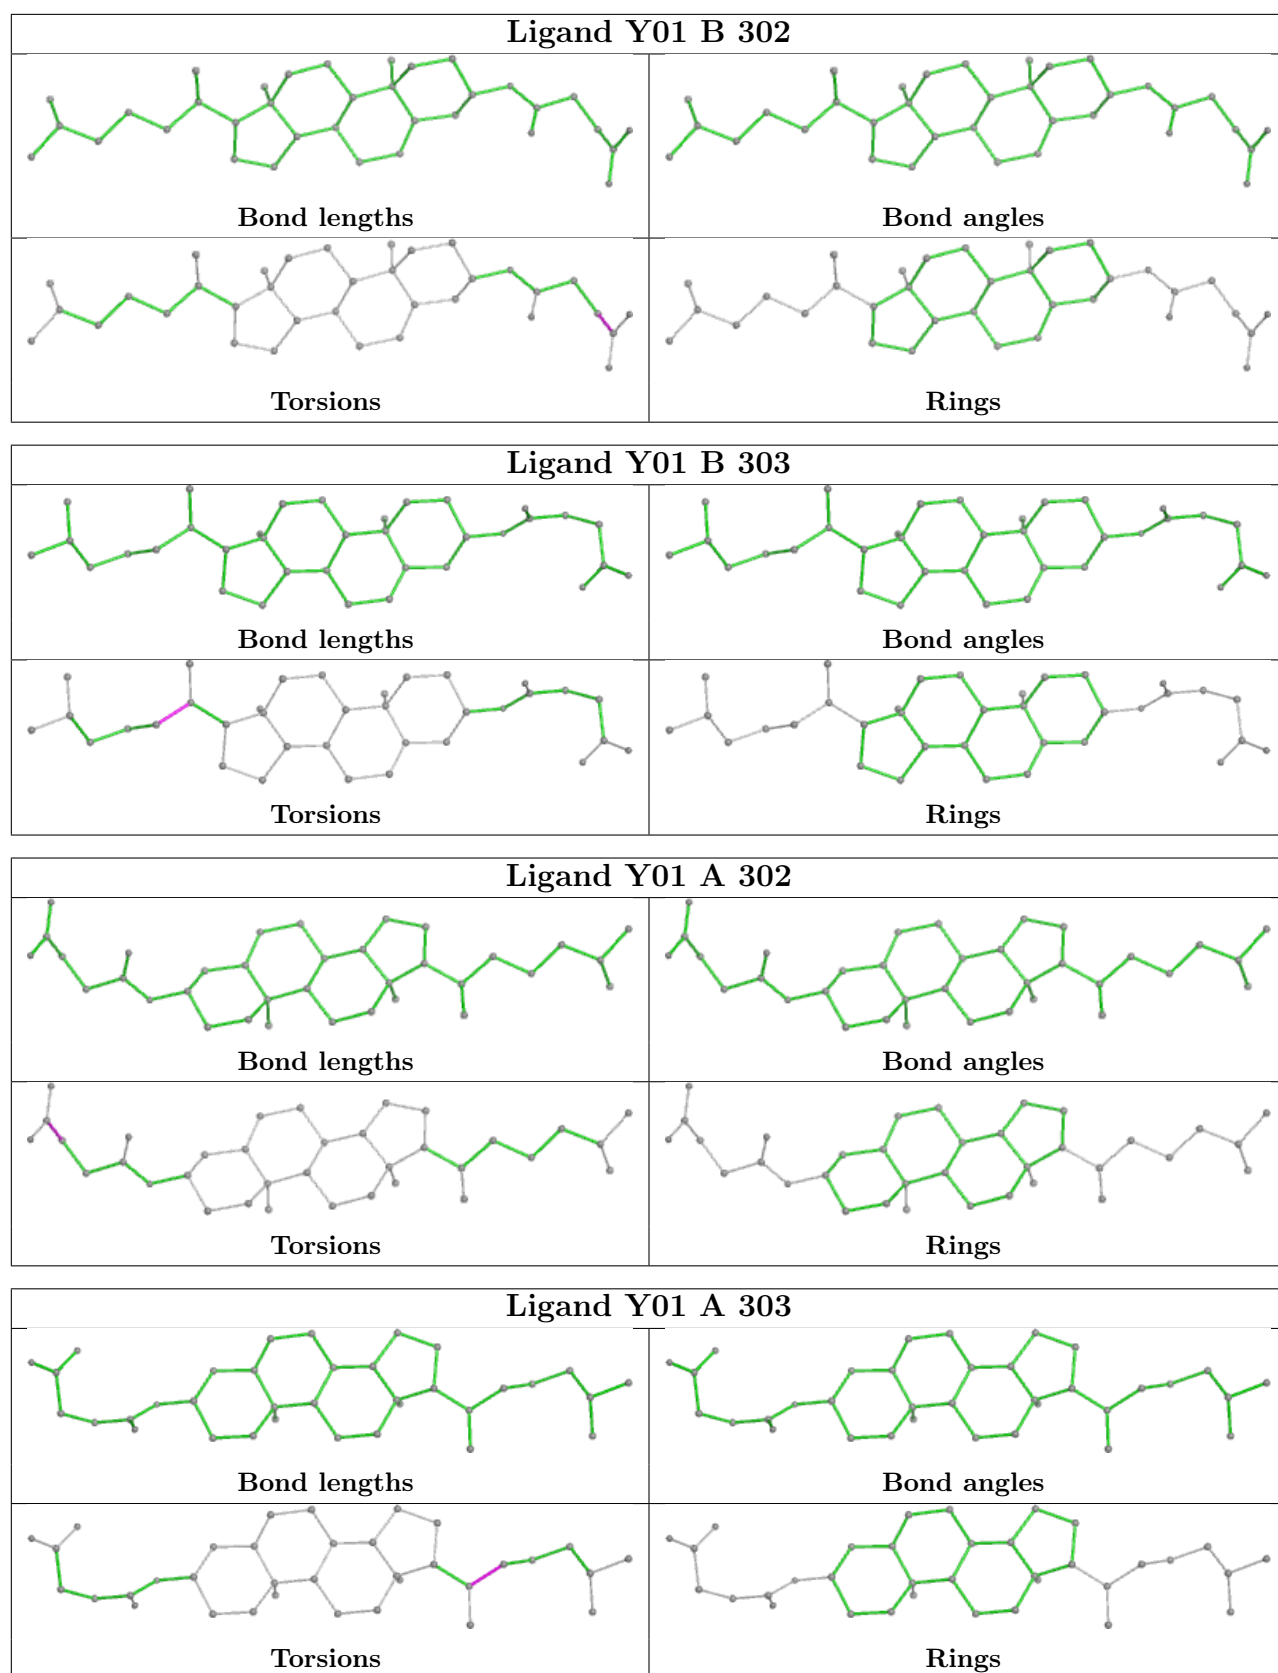 Ligand Y01 B 302
Bond lengths
Bond angles
Torsions
Rings
Ligand Y01 B 303
Bond lengths
Bond angles
Torsions
Rings
Ligand Y01 A 302
Bond lengths
Bond angles
Torsions
Rings
Ligand Y01 A 303
Bond lengths
Bond angles
Torsions
Rings